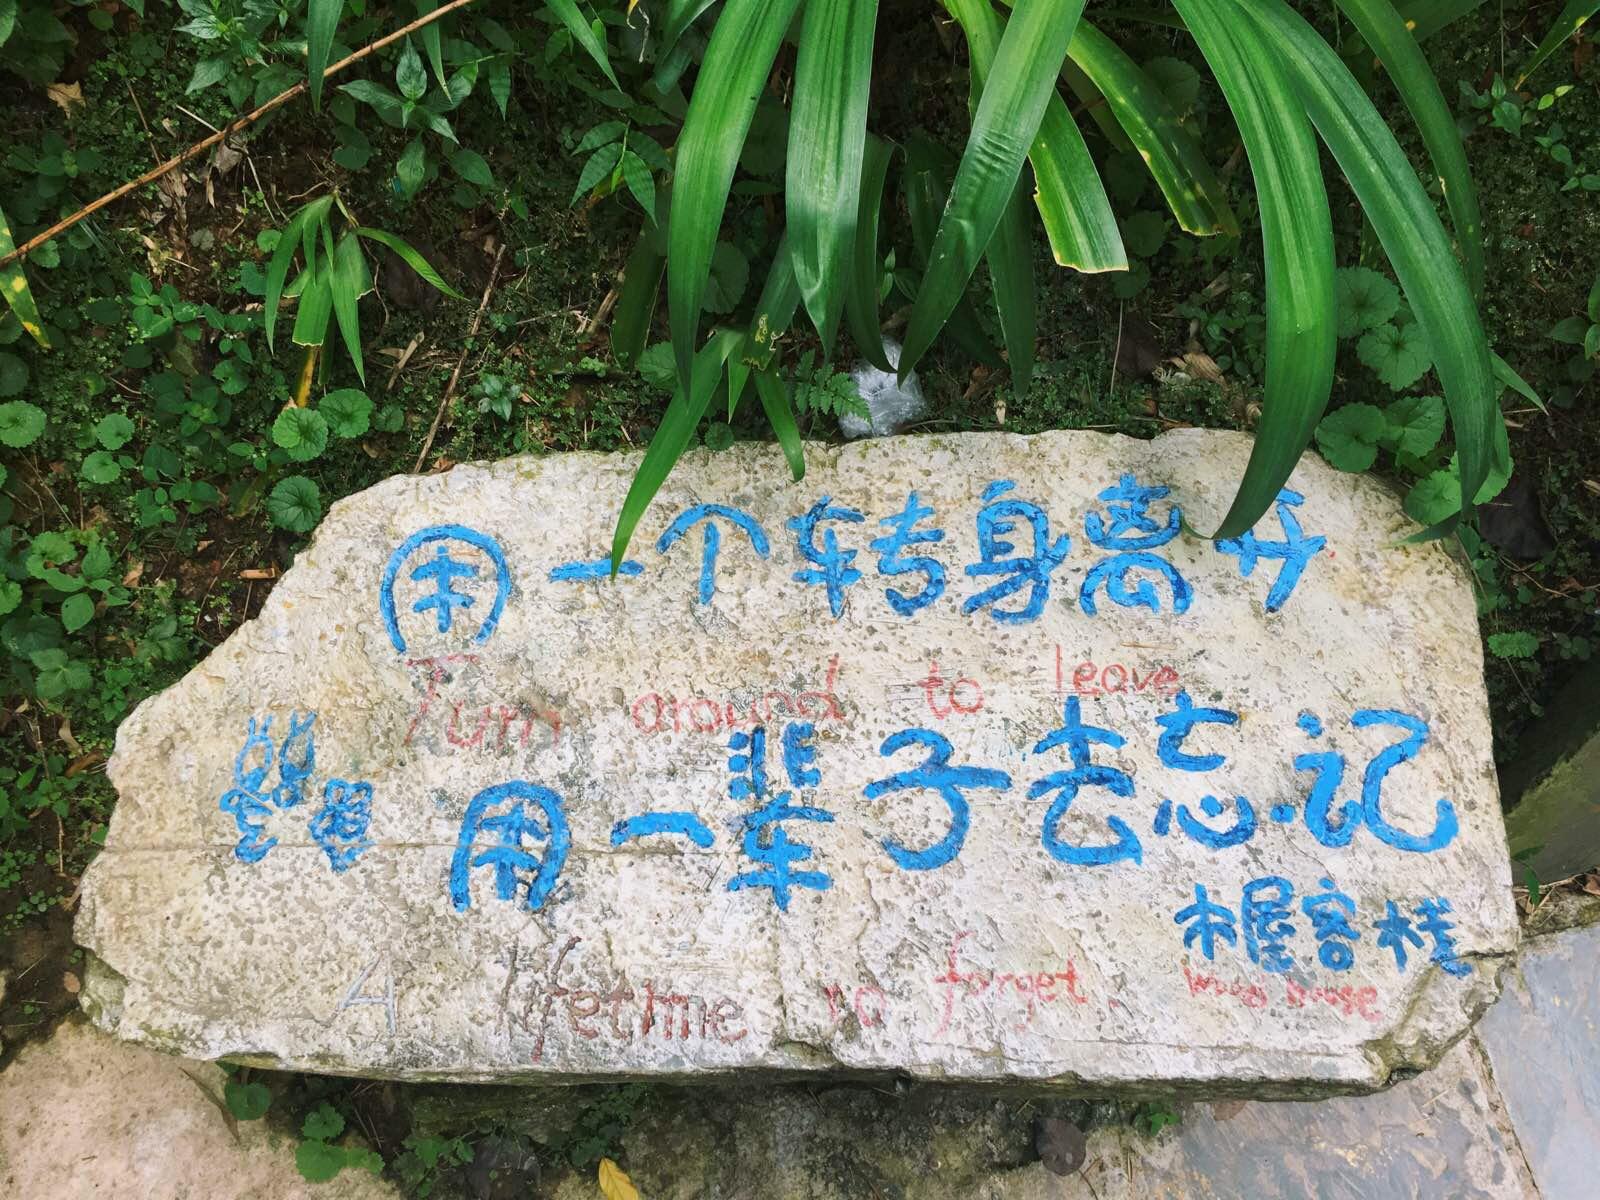 用一个转身离开
Turn around to leave
用一辈子去忘记
木屋客栈
A lifetime to forget
house